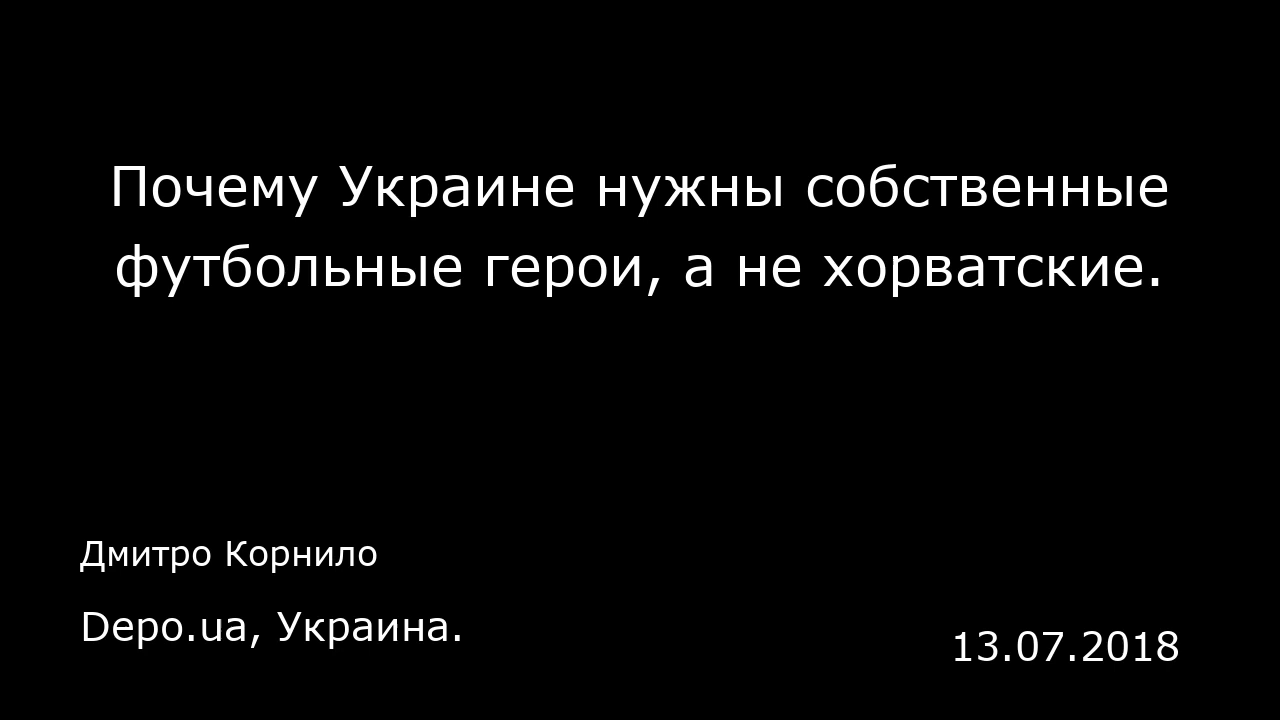 Почему Украине нужны собственные
футбольные герои, а не хорватские.
Дмитро Корнило
Depo.ua, Украина.
13.07.2018